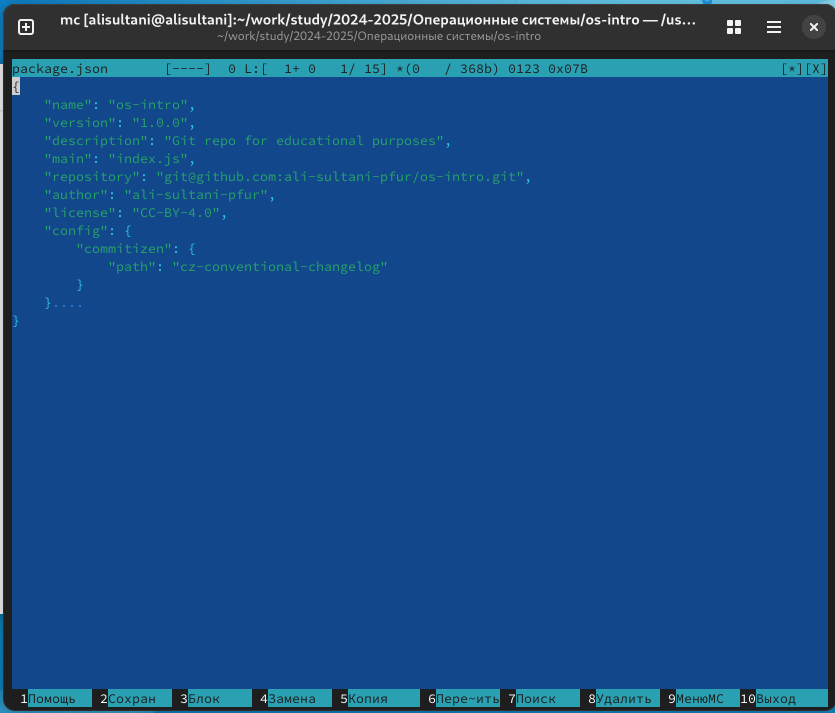 mc [alisultani@alisultani]:~/work/study/2024-2025/Операционные системы/os-intro — /us...
~/work/study/2024-2025/Операционные системы/os-intro
package.json       [----]  0 L:[  1+ 0   1/ 15] *(0   / 368b) 0123 0x07B                        [*][X]
{
    "name": "os-intro",
    "version": "1.0.0",
    "description": "Git repo for educational purposes",
    "main": "index.js",
    "repository": "git@github.com:ali-sultani-pfur/os-intro.git",
    "author": "ali-sultani-pfur",
    "license": "CC-BY-4.0",
    "config": {
        "commitizen": {
            "path": "cz-conventional-changelog"
        }
    }....
}
1Помощь 2Сохран 3Блок 4Замена 5Копия 6Пере~ить 7Поиск 8Удалить 9МенюМС 10Выход